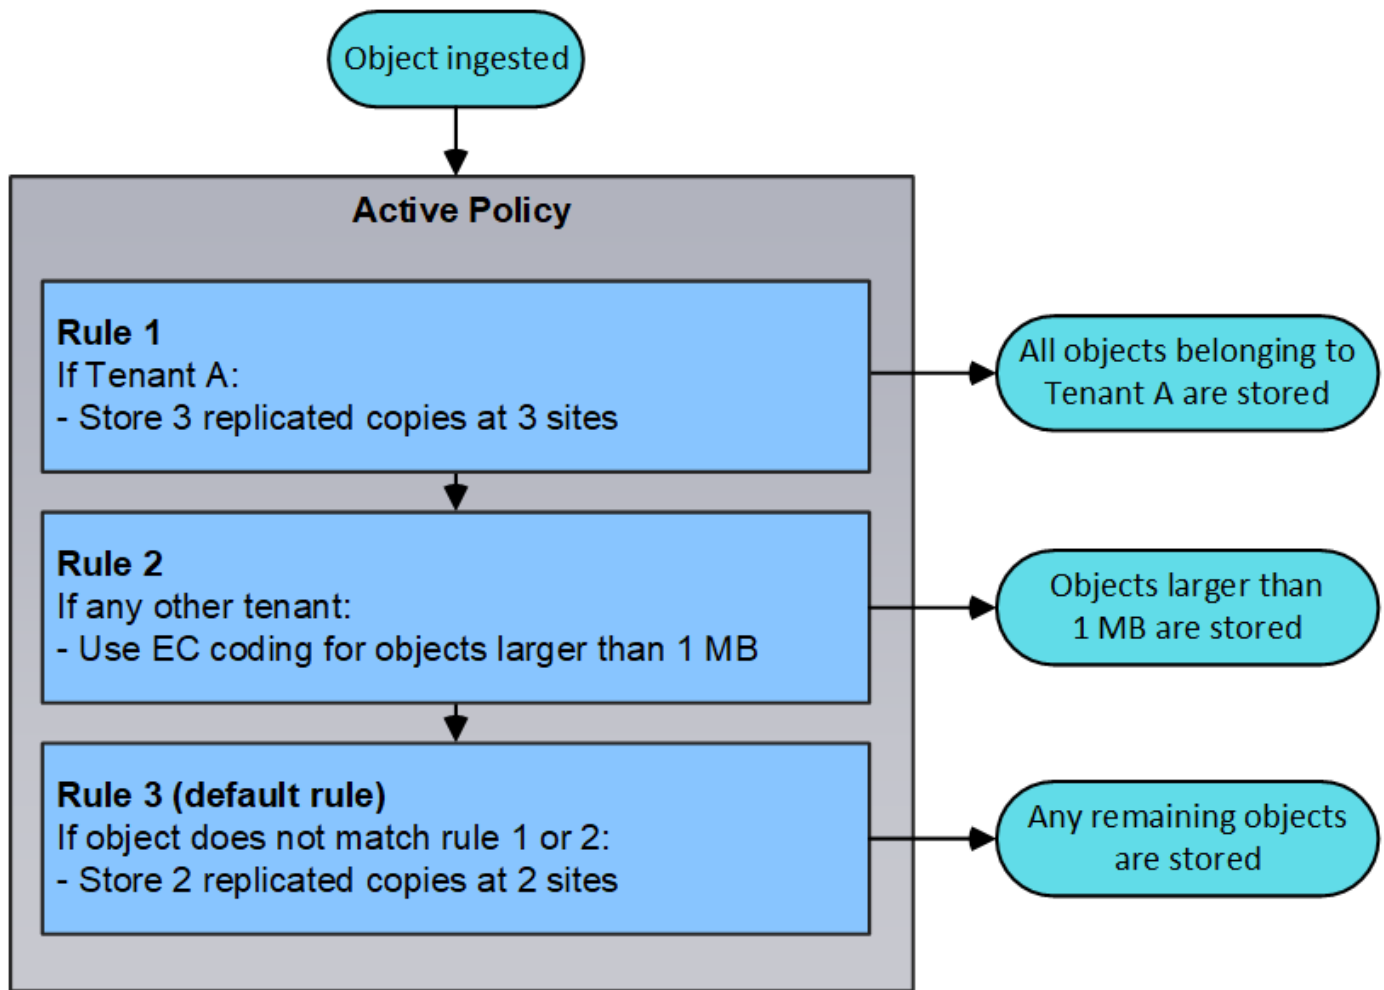 Object ingested
Active Policy
Rule 1
If Tenant A:
- Store 3 replicated copies at 3 sites
All objects belonging to
Tenant A are stored
Rule 2
If any other tenant:
- Use EC coding for objects larger than 1 MB
Objects larger than
1 MB are stored
Rule 3 (default rule)
If object does not match rule 1 or 2:
- Store 2 replicated copies at 2 sites
Any remaining objects
are stored